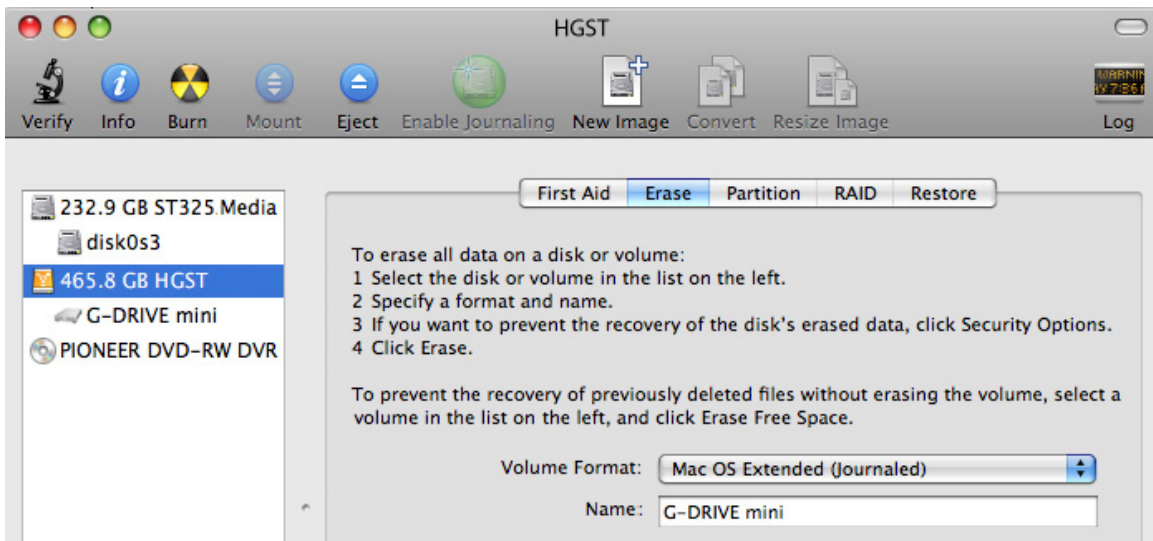 HGST
Verify Info Burn Mount Eject Enable Journaling New Image Convert Resize Image Log
232.9 GB ST325 Media
disk0s3
465.8 GB HGST
G-DRIVE mini
PIONEER DVD-RW DVR
First Aid Erase Partition RAID Restore
To erase all data on a disk or volume:
1 Select the disk or volume in the list on the left.
2 Specify a format and name.
3 If you want to prevent the recovery of the disk's erased data, click Security Options.
4 Click Erase.
To prevent the recovery of previously deleted files without erasing the volume, select a
volume in the list on the left, and click Erase Free Space.
Volume Format: Mac OS Extended (Journaled)
Name: G-DRIVE mini